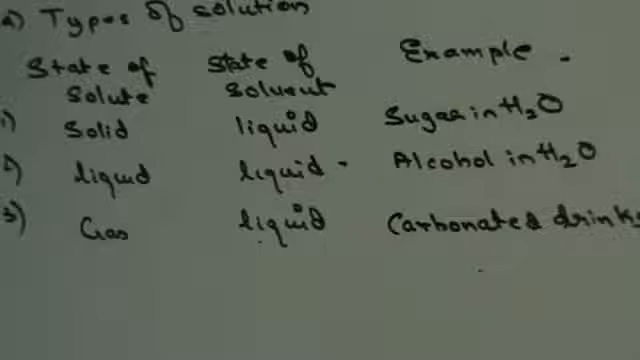 a) Types of solution
State of Solute State of Solvent Example.
1) Solid liquid Sugar in H2O
2) liquid liquid - Alcohol in H2O
3) Gas liquid Carbonated drinks